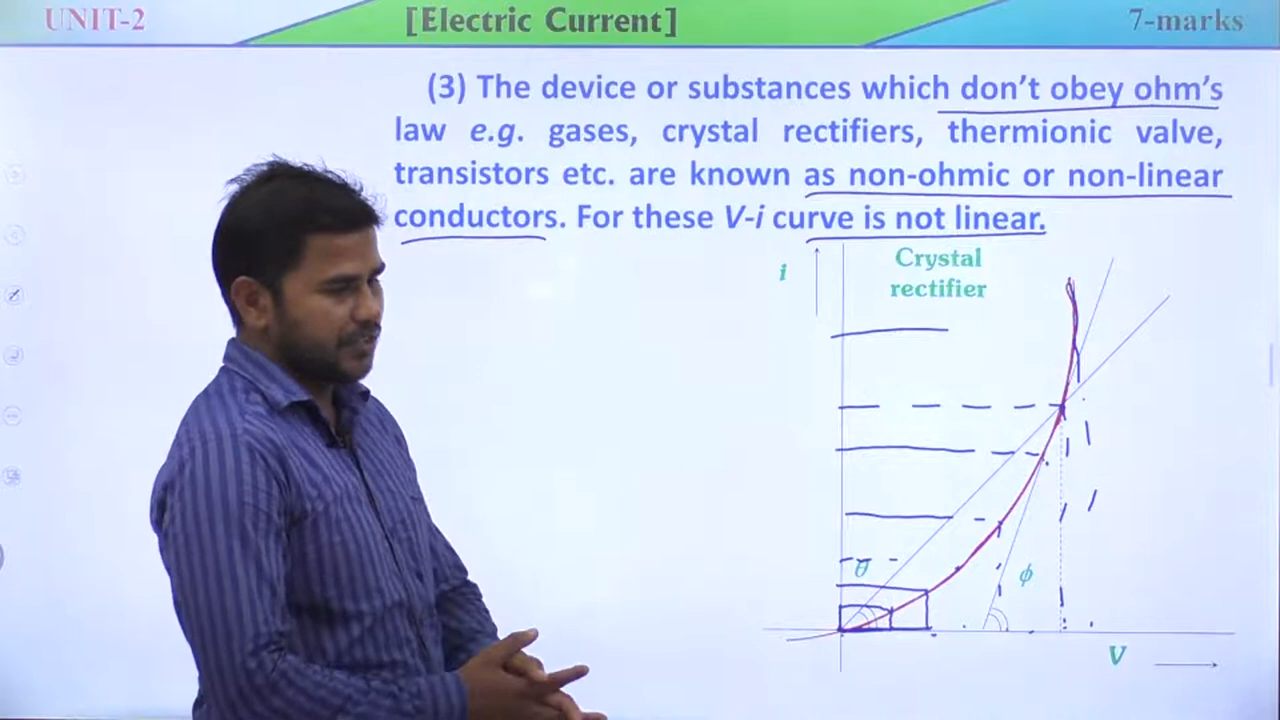 UNIT-2
[Electric Current]
7-marks
(3) The device or substances which don't obey ohm's
law e.g. gases, crystal rectifiers, thermionic valve,
transistors etc. are known as non-ohmic or non-linear
conductors. For these V-i curve is not linear.
i
Crystal
rectifier
θ
ϕ
V